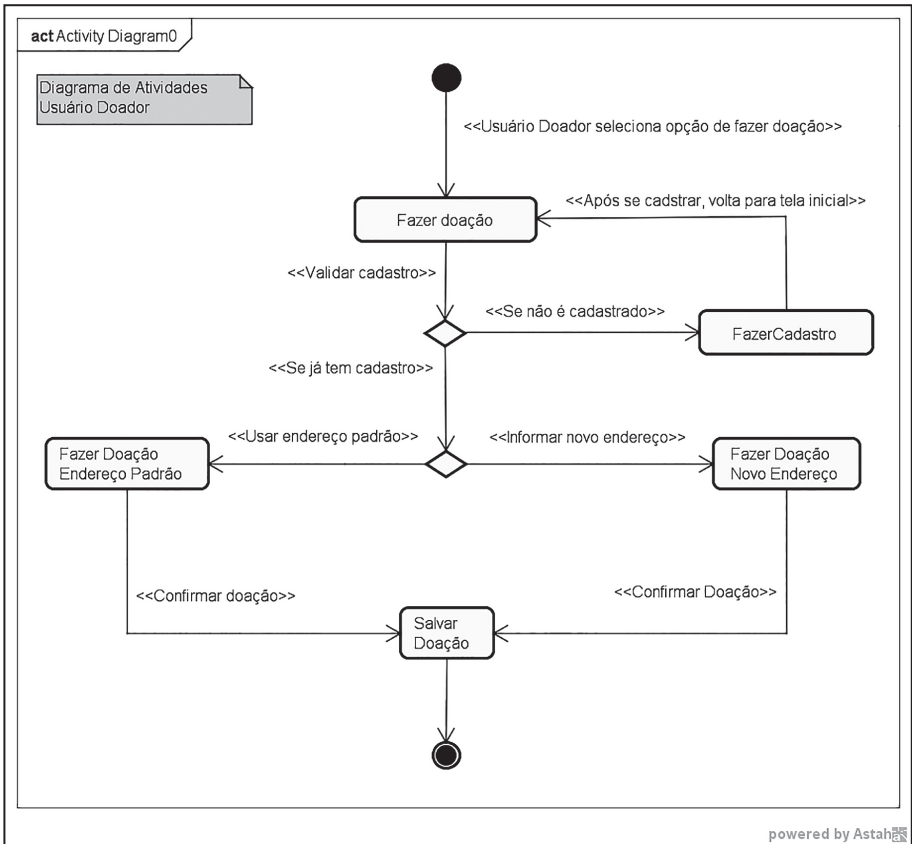 act Activity Diagram0
Diagrama de Atividades
Usuário Doador
<<Usuário Doador seleciona opção de fazer doação>>
<<Após se cadstrar, volta para tela inicial>>
Fazer doação
<<Validar cadastro>>
<<Se não é cadastrado>>
FazerCadastro
<<Se já tem cadastro>>
<<Usar endereço padrão>>
<<Informar novo endereço>>
Fazer Doação
Endereço Padrão
Fazer Doação
Novo Endereço
<<Confirmar doação>>
<<Confirmar Doação>>
Salvar
Doação
powered by Astah